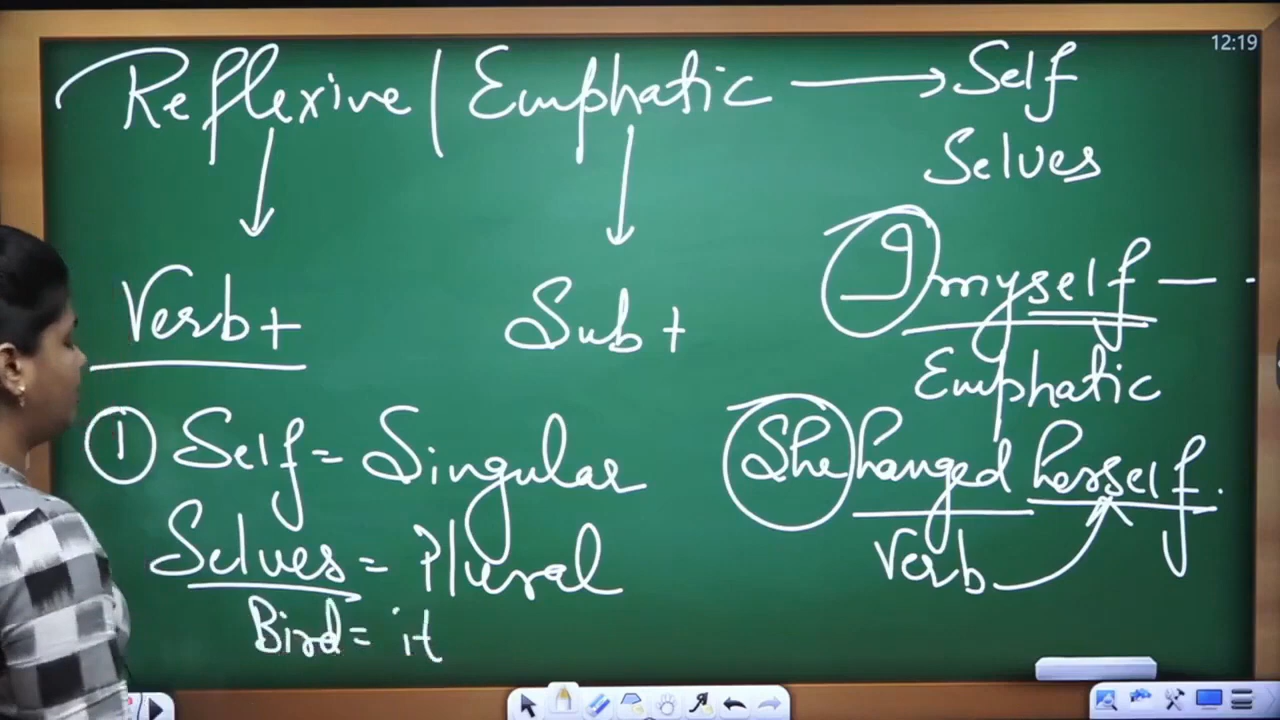 12:19
Reflexive / Emphatic → Self
Selves
Verb +
Sub +
I myself - - -
Emphatic
① Self = Singular
She hanged herself.
Selves = Plural
Verb
Bird = it